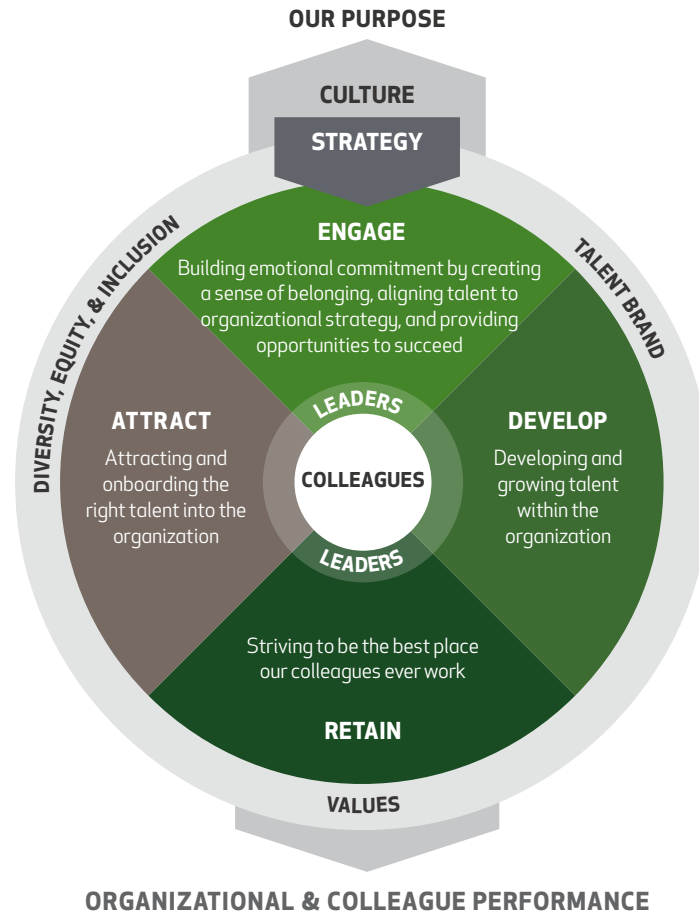 OUR PURPOSE
CULTURE
STRATEGY
DIVERSITY, EQUITY, & INCLUSION
TALENT BRAND
ENGAGE
Building emotional commitment by creating
a sense of belonging, aligning talent to
organizational strategy, and providing
opportunities to succeed
ATTRACT
Attracting and
onboarding the
right talent into the
organization
LEADERS
COLLEAGUES
LEADERS
DEVELOP
Developing and
growing talent
within the
organization
Striving to be the best place
our colleagues ever work
RETAIN
VALUES
ORGANIZATIONAL & COLLEAGUE PERFORMANCE